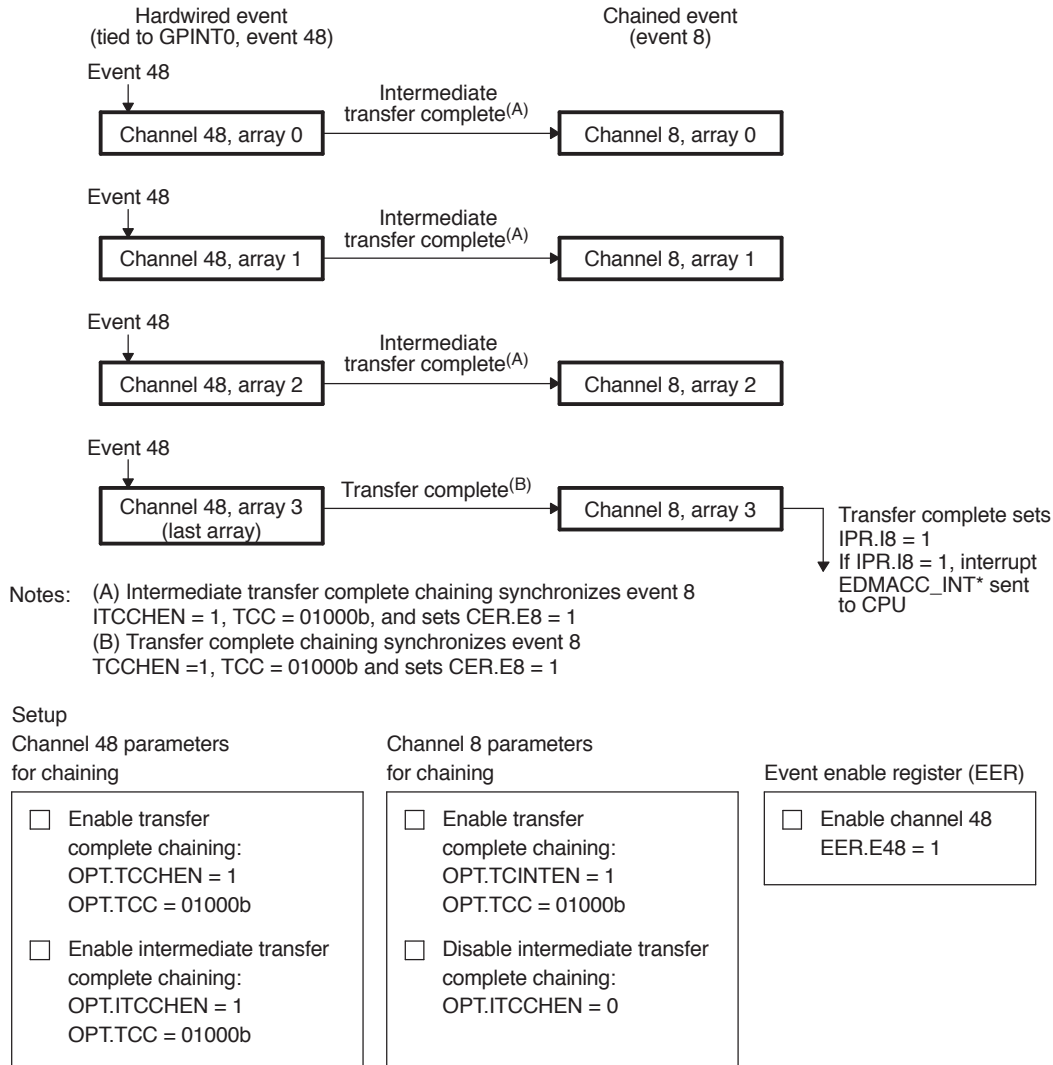 Hardwired event
(tied to GPINT0, event 48)
Chained event
(event 8)
Event 48
Channel 48, array 0
Intermediate
transfer complete(A)
Channel 8, array 0
Event 48
Channel 48, array 1
Intermediate
transfer complete(A)
Channel 8, array 1
Event 48
Channel 48, array 2
Intermediate
transfer complete(A)
Channel 8, array 2
Event 48
Channel 48, array 3
(last array)
Transfer complete(B)
Channel 8, array 3
Transfer complete sets
IPR.I8 = 1
If IPR.I8 = 1, interrupt
EDMACC_INT* sent
to CPU
Notes: (A) Intermediate transfer complete chaining synchronizes event 8
ITCCHEN = 1, TCC = 01000b, and sets CER.E8 = 1
(B) Transfer complete chaining synchronizes event 8
TCCHEN =1, TCC = 01000b and sets CER.E8 = 1
Setup
Channel 48 parameters
for chaining
Enable transfer
complete chaining:
OPT.TCCHEN = 1
OPT.TCC = 01000b
Enable intermediate transfer
complete chaining:
OPT.ITCCHEN = 1
OPT.TCC = 01000b
Channel 8 parameters
for chaining
Enable transfer
complete chaining:
OPT.TCINTEN = 1
OPT.TCC = 01000b
Disable intermediate transfer
complete chaining:
OPT.ITCCHEN = 0
Event enable register (EER)
Enable channel 48
EER.E48 = 1